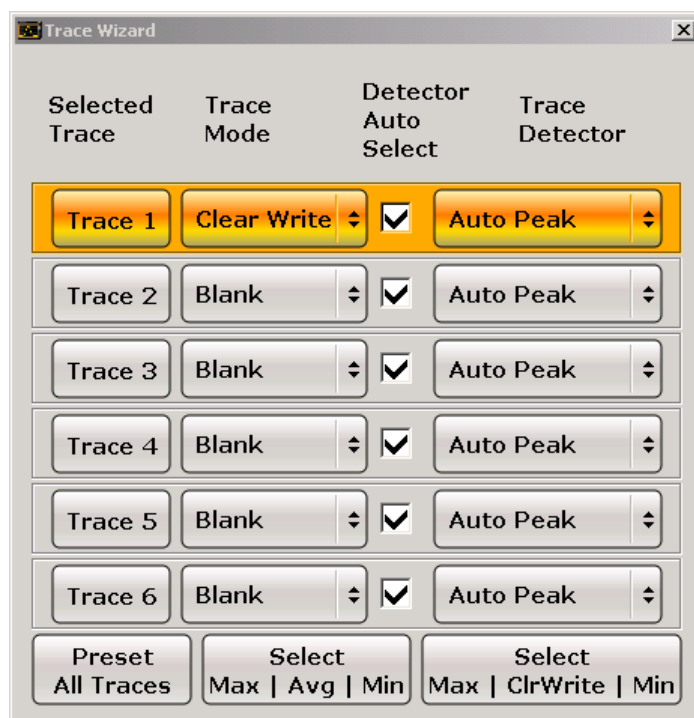 Trace Wizard
Selected Trace
Trace Mode
Detector Auto Select
Trace Detector
Trace 1 Clear Write Auto Peak
Trace 2 Blank Auto Peak
Trace 3 Blank Auto Peak
Trace 4 Blank Auto Peak
Trace 5 Blank Auto Peak
Trace 6 Blank Auto Peak
Preset All Traces
Select Max | Avg | Min
Select Max | ClrWrite | Min